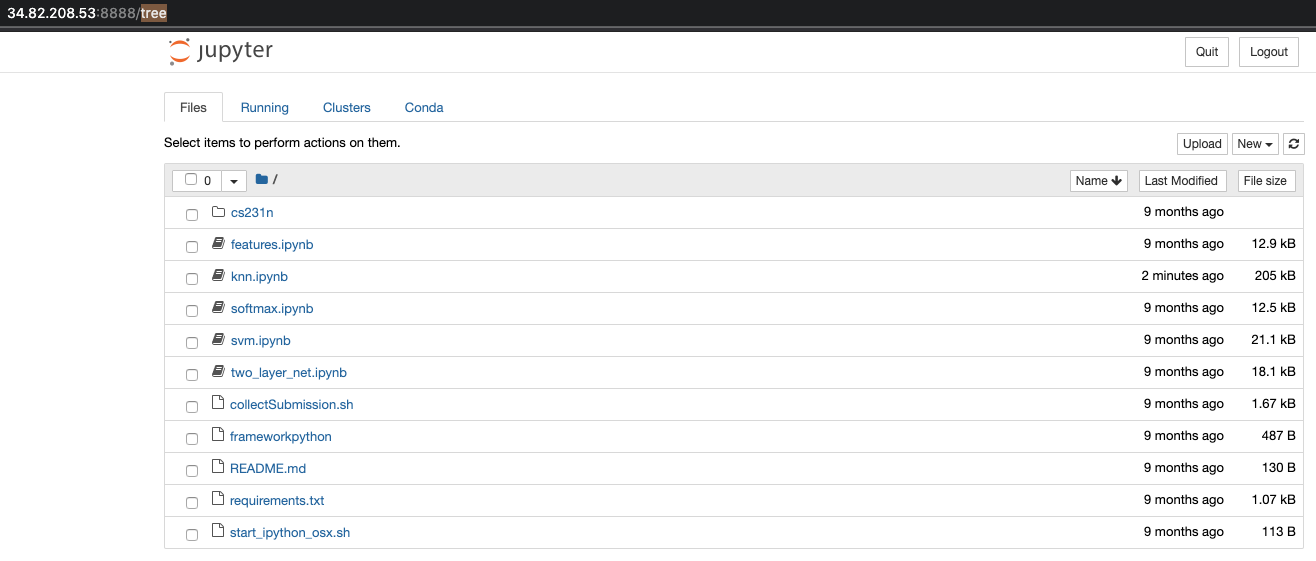 34.82.208.53:8888/tree
jupyter
Quit Logout
Files Running Clusters Conda
Select items to perform actions on them.
Upload New
0 / Name Last Modified File size
cs231n 9 months ago
features.ipynb 9 months ago 12.9 kB
knn.ipynb 2 minutes ago 205 kB
softmax.ipynb 9 months ago 12.5 kB
svm.ipynb 9 months ago 21.1 kB
two_layer_net.ipynb 9 months ago 18.1 kB
collectSubmission.sh 9 months ago 1.67 kB
frameworkpython 9 months ago 487 B
README.md 9 months ago 130 B
requirements.txt 9 months ago 1.07 kB
start_ipython_osx.sh 9 months ago 113 B